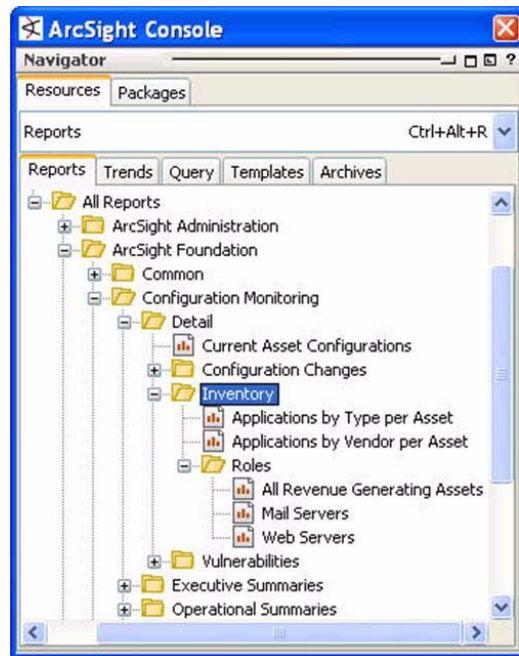 ArcSight Console
Navigator ?
Resources Packages
Reports Ctrl+Alt+R
Reports Trends Query Templates Archives
All Reports
ArcSight Administration
ArcSight Foundation
Common
Configuration Monitoring
Detail
Current Asset Configurations
Configuration Changes
Inventory
Applications by Type per Asset
Applications by Vendor per Asset
Roles
All Revenue Generating Assets
Mail Servers
Web Servers
Vulnerabilities
Executive Summaries
Operational Summaries